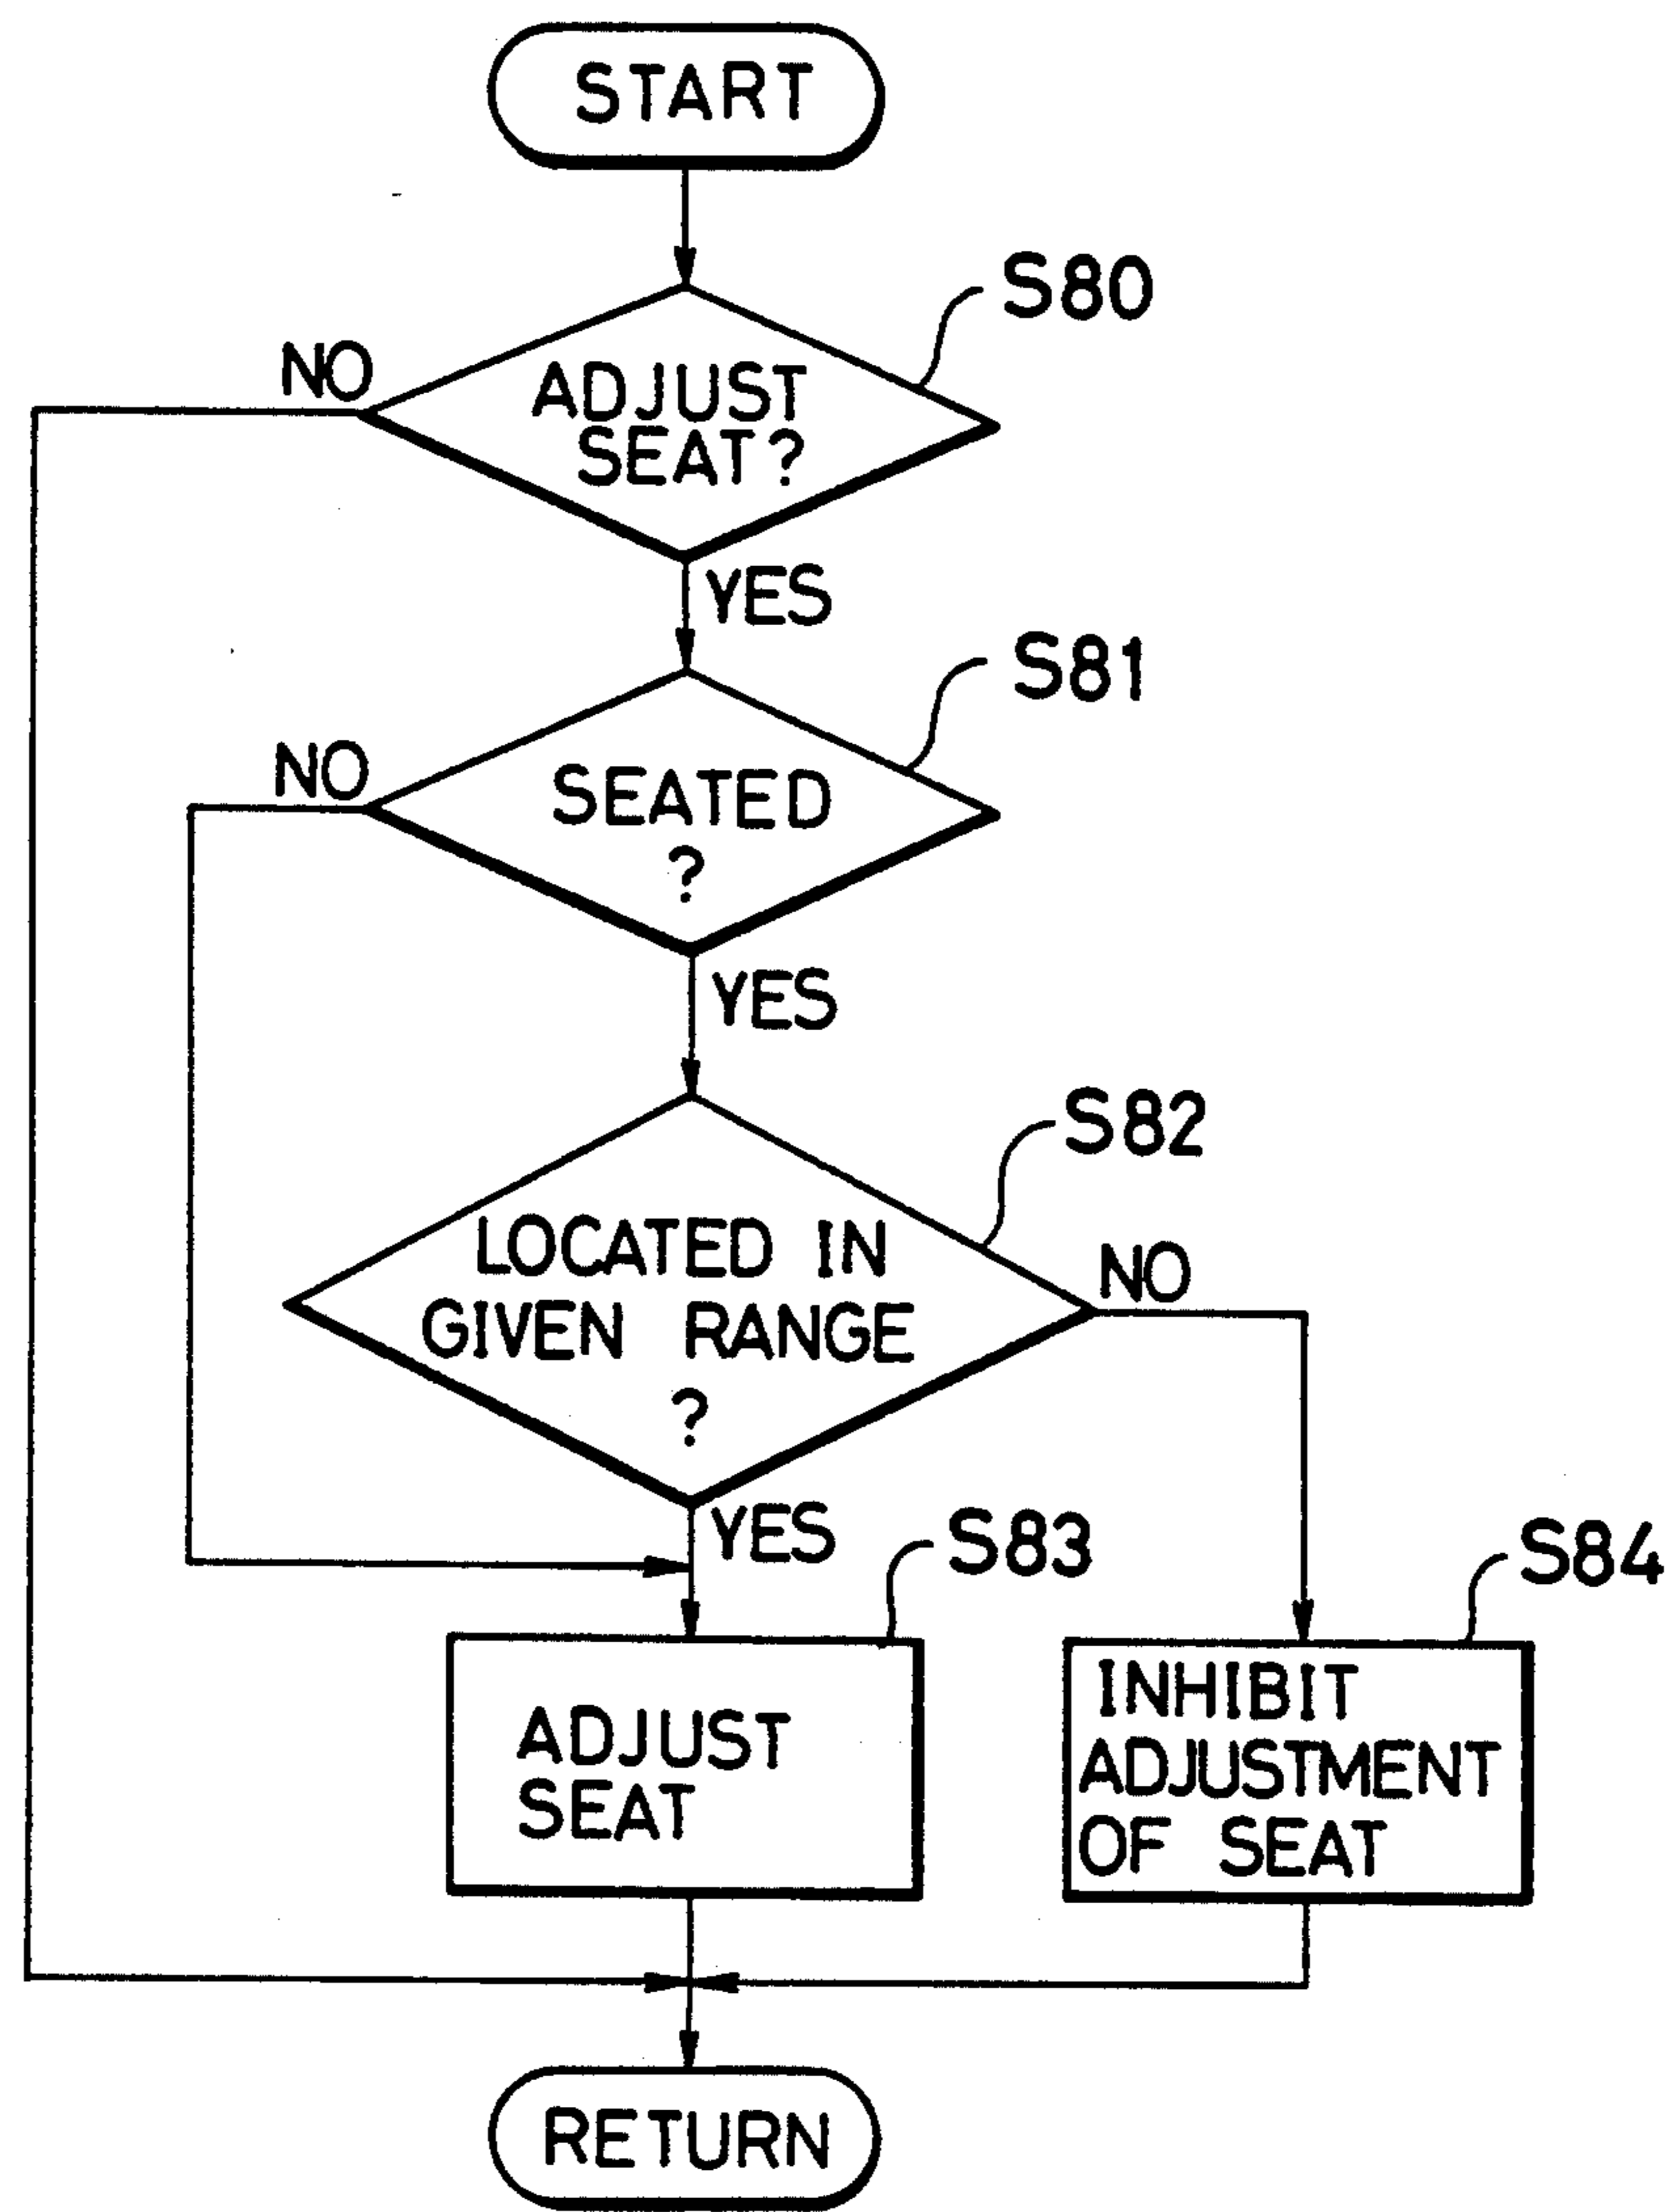 START
S80
NO
ADJUST
SEAT?
YES
S81
NO
SEATED
?
YES
S82
LOCATED IN
GIVEN RANGE
?
NO
YES
S83
S84
ADJUST
SEAT
INHIBIT
ADJUSTMENT
OF SEAT
RETURN